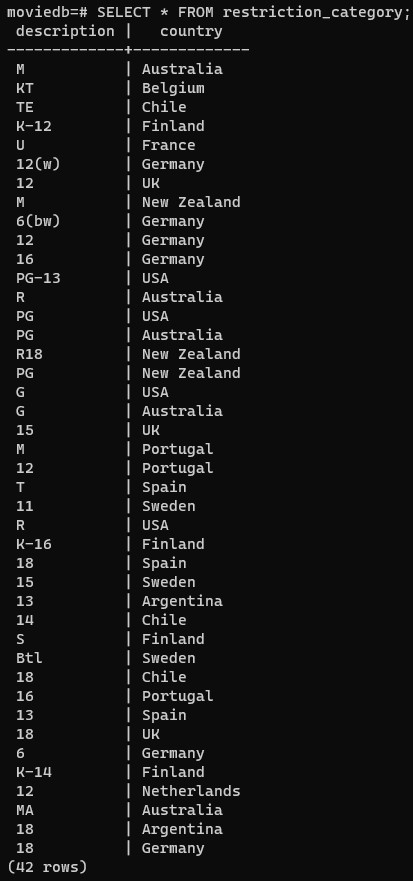 moviedb=# SELECT * FROM restriction_category;
 description |   country
-------------+-------------
 M           | Australia
 KT          | Belgium
 TE          | Chile
 K-12        | Finland
 U           | France
 12(w)       | Germany
 12          | UK
 M           | New Zealand
 6(bw)       | Germany
 12          | Germany
 16          | Germany
 PG-13       | USA
 R           | Australia
 PG          | USA
 PG          | Australia
 R18         | New Zealand
 PG          | New Zealand
 G           | USA
 G           | Australia
 15          | UK
 M           | Portugal
 12          | Portugal
 T           | Spain
 11          | Sweden
 R           | USA
 K-16        | Finland
 18          | Spain
 15          | Sweden
 13          | Argentina
 14          | Chile
 S           | Finland
 Btl         | Sweden
 18          | Chile
 16          | Portugal
 13          | Spain
 18          | UK
 6           | Germany
 K-14        | Finland
 12          | Netherlands
 MA          | Australia
 18          | Argentina
 18          | Germany
(42 rows)